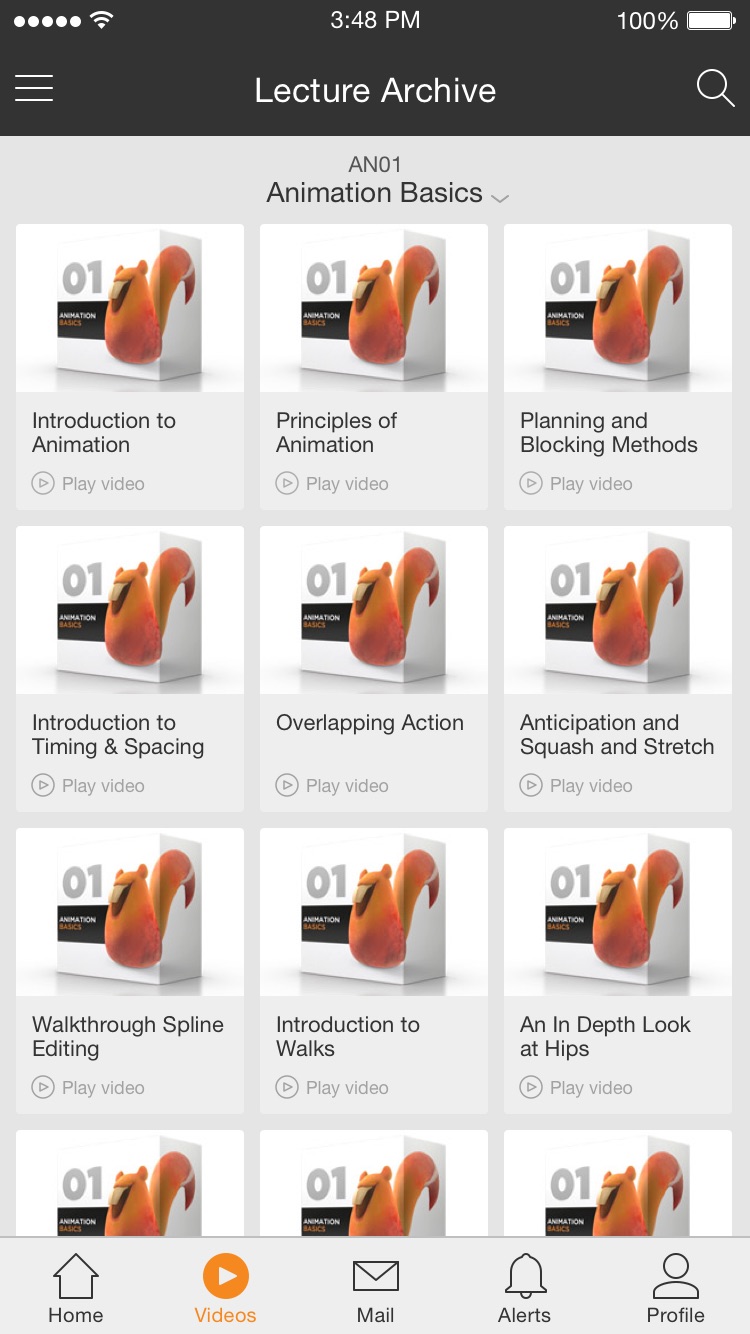 3:48 PM
100%
Lecture Archive
AN01
Animation Basics
01
ANIMATION
BASICS
Introduction to
Animation
Play video
01
ANIMATION
BASICS
Principles of
Animation
Play video
01
ANIMATION
BASICS
Planning and
Blocking Methods
Play video
01
ANIMATION
BASICS
Introduction to
Timing & Spacing
Play video
01
ANIMATION
BASICS
Overlapping Action
Play video
01
ANIMATION
BASICS
Anticipation and
Squash and Stretch
Play video
01
ANIMATION
BASICS
Walkthrough Spline
Editing
Play video
01
ANIMATION
BASICS
Introduction to
Walks
Play video
01
ANIMATION
BASICS
An In Depth Look
at Hips
Play video
01
ANIMATION
BASICS
01
ANIMATION
BASICS
01
ANIMATION
BASICS
Home
Videos
Mail
Alerts
Profile